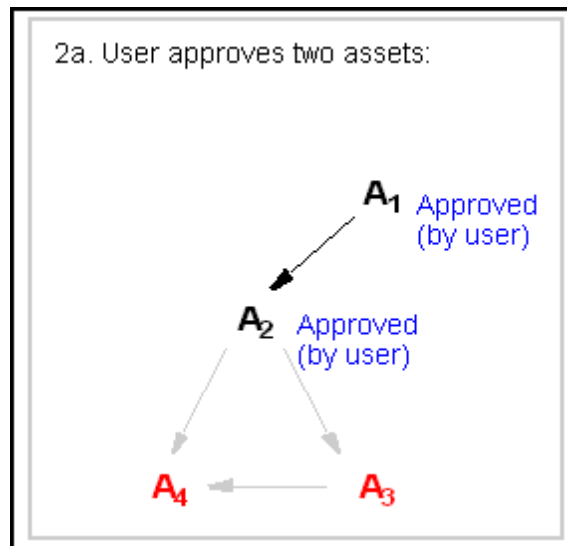 2a. User approves two assets:
A1 Approved
(by user)
A2 Approved
(by user)
A4 A3